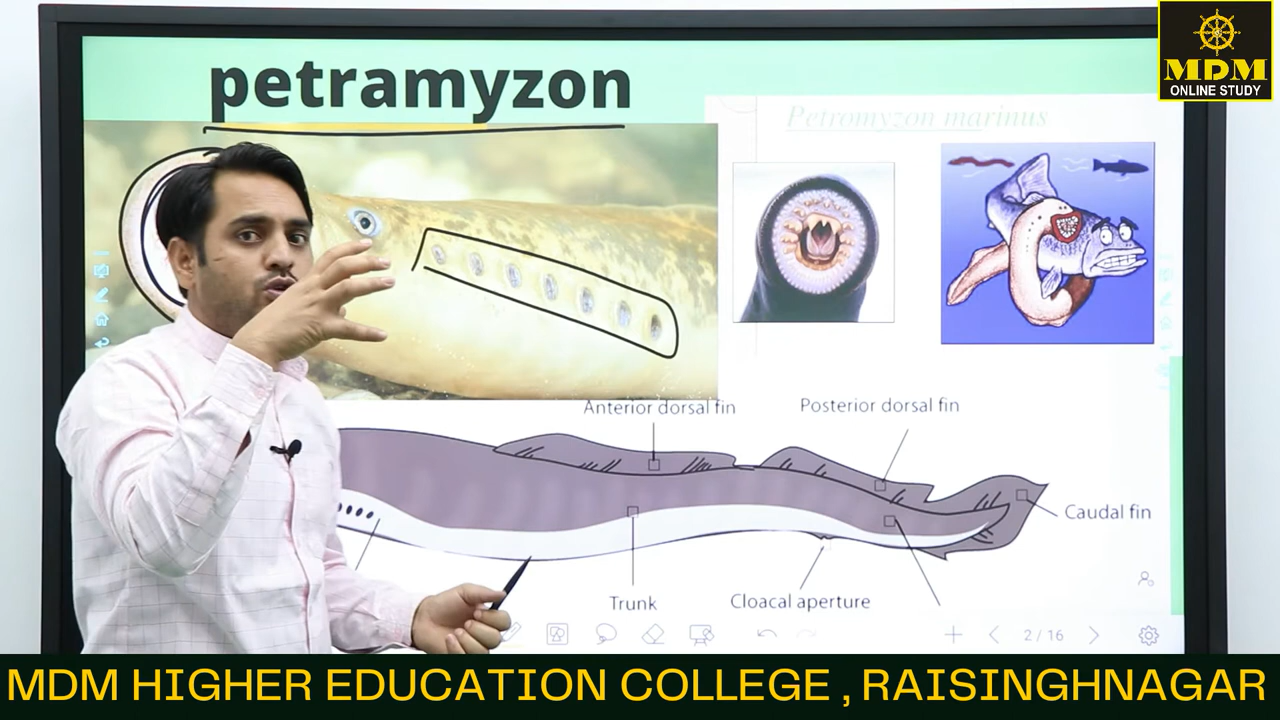 MDM
ONLINE STUDY
petramyzon
Petromyzon marinus
Anterior dorsal fin
Posterior dorsal fin
Caudal fin
Trunk
Cloacal aperture
2 / 16
MDM HIGHER EDUCATION COLLEGE , RAISINGHNAGAR